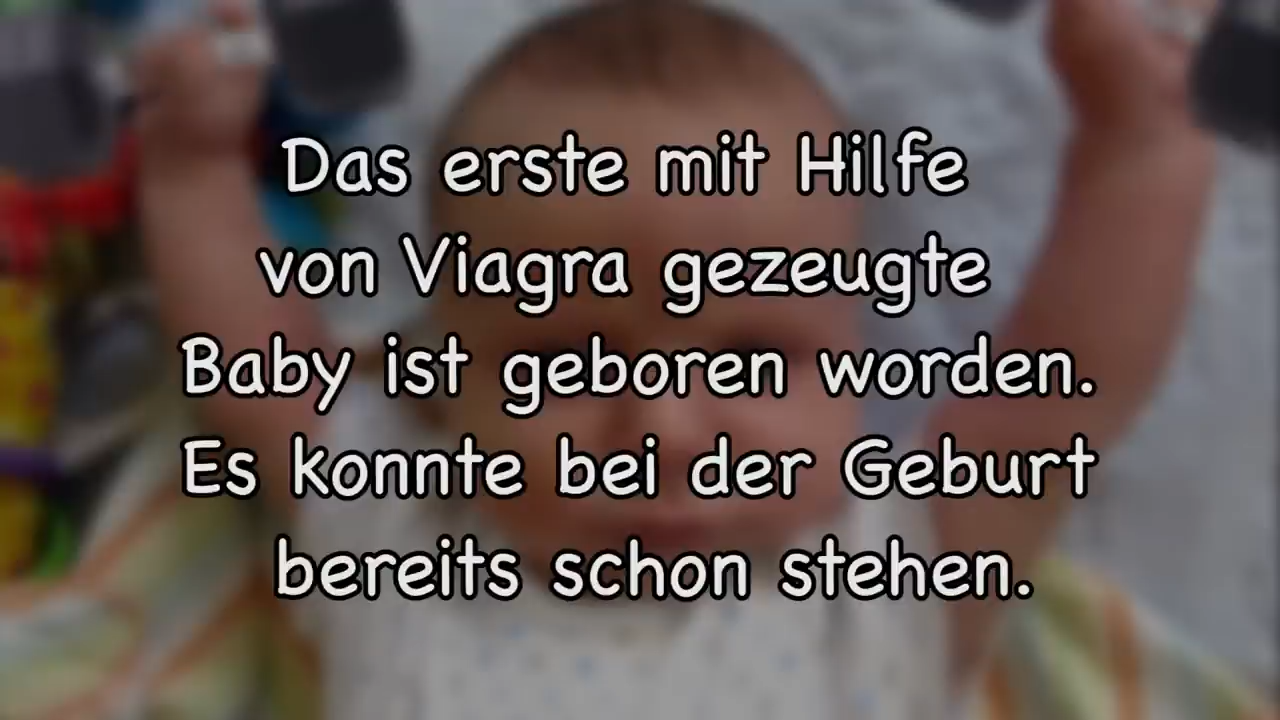 Das erste mit Hilfe
von Viagra gezeugte
Baby ist geboren worden.
Es konnte bei der Geburt
bereits schon stehen.